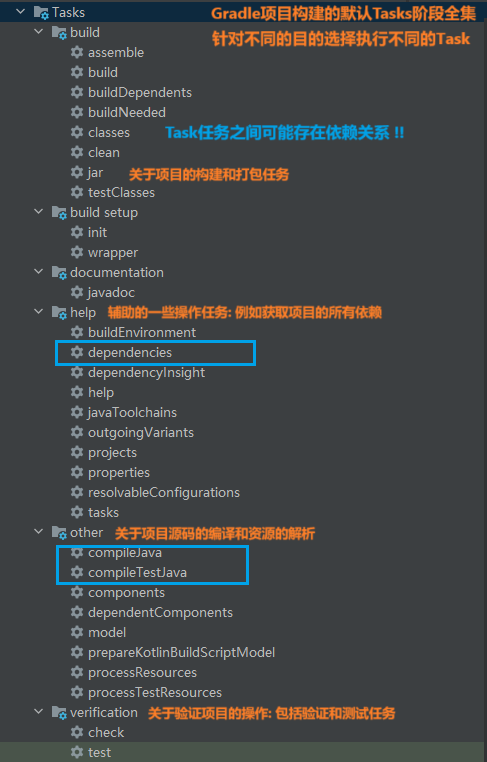 Tasks Gradle项目构建的默认Tasks阶段全集
build 针对不同的目的选择执行不同的Task
assemble
build
buildDependents
buildNeeded
classes Task任务之间可能存在依赖关系 !!
clean
jar 关于项目的构建和打包任务
testClasses
build setup
init
wrapper
documentation
javadoc
help 辅助的一些操作任务: 例如获取项目的所有依赖
buildEnvironment
dependencies
dependencyInsight
help
javaToolchains
outgoingVariants
projects
properties
resolvableConfigurations
tasks
other 关于项目源码的编译和资源的解析
compileJava
compileTestJava
components
dependentComponents
model
prepareKotlinBuildScriptModel
processResources
processTestResources
verification 关于验证项目的操作: 包括验证和测试任务
check
test